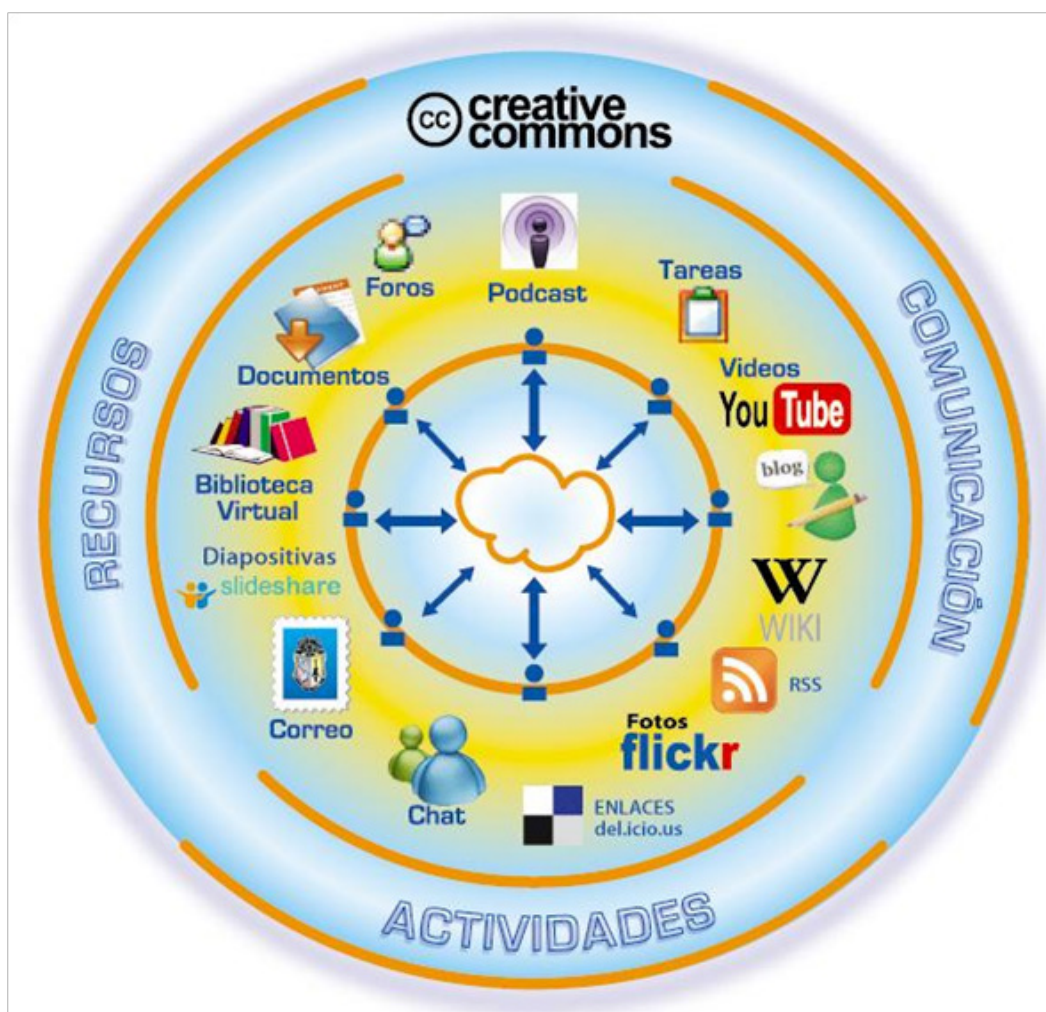 cc creative
commons
Foros
Podcast
Tareas
Documentos
Videos
YouTube
blog
Biblioteca
Virtual
Diapositivas
slideshare
W
WIKI
RSS
Correo
Fotos
flickr
Chat
ENLACES
del.icio.us
RECURSOS
COMUNICACIÓN
ACTIVIDADES